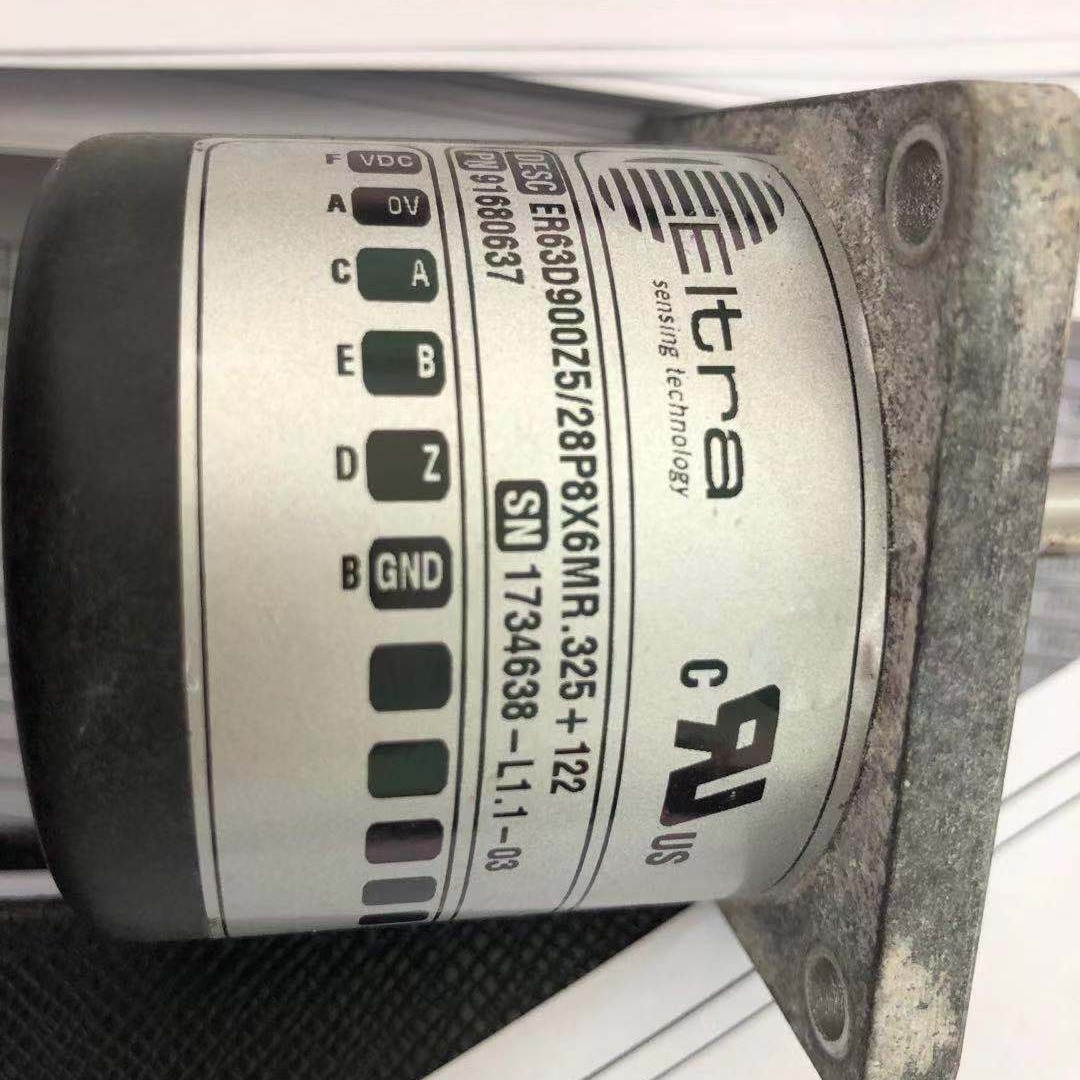 Eltra
sensing technology
c RU US
DESC ER63D900Z5/28P8X6MR.325+122
PN 91680637 SN 1734638-L1.1-03
VDC 0V A B Z GND
F A C E D B